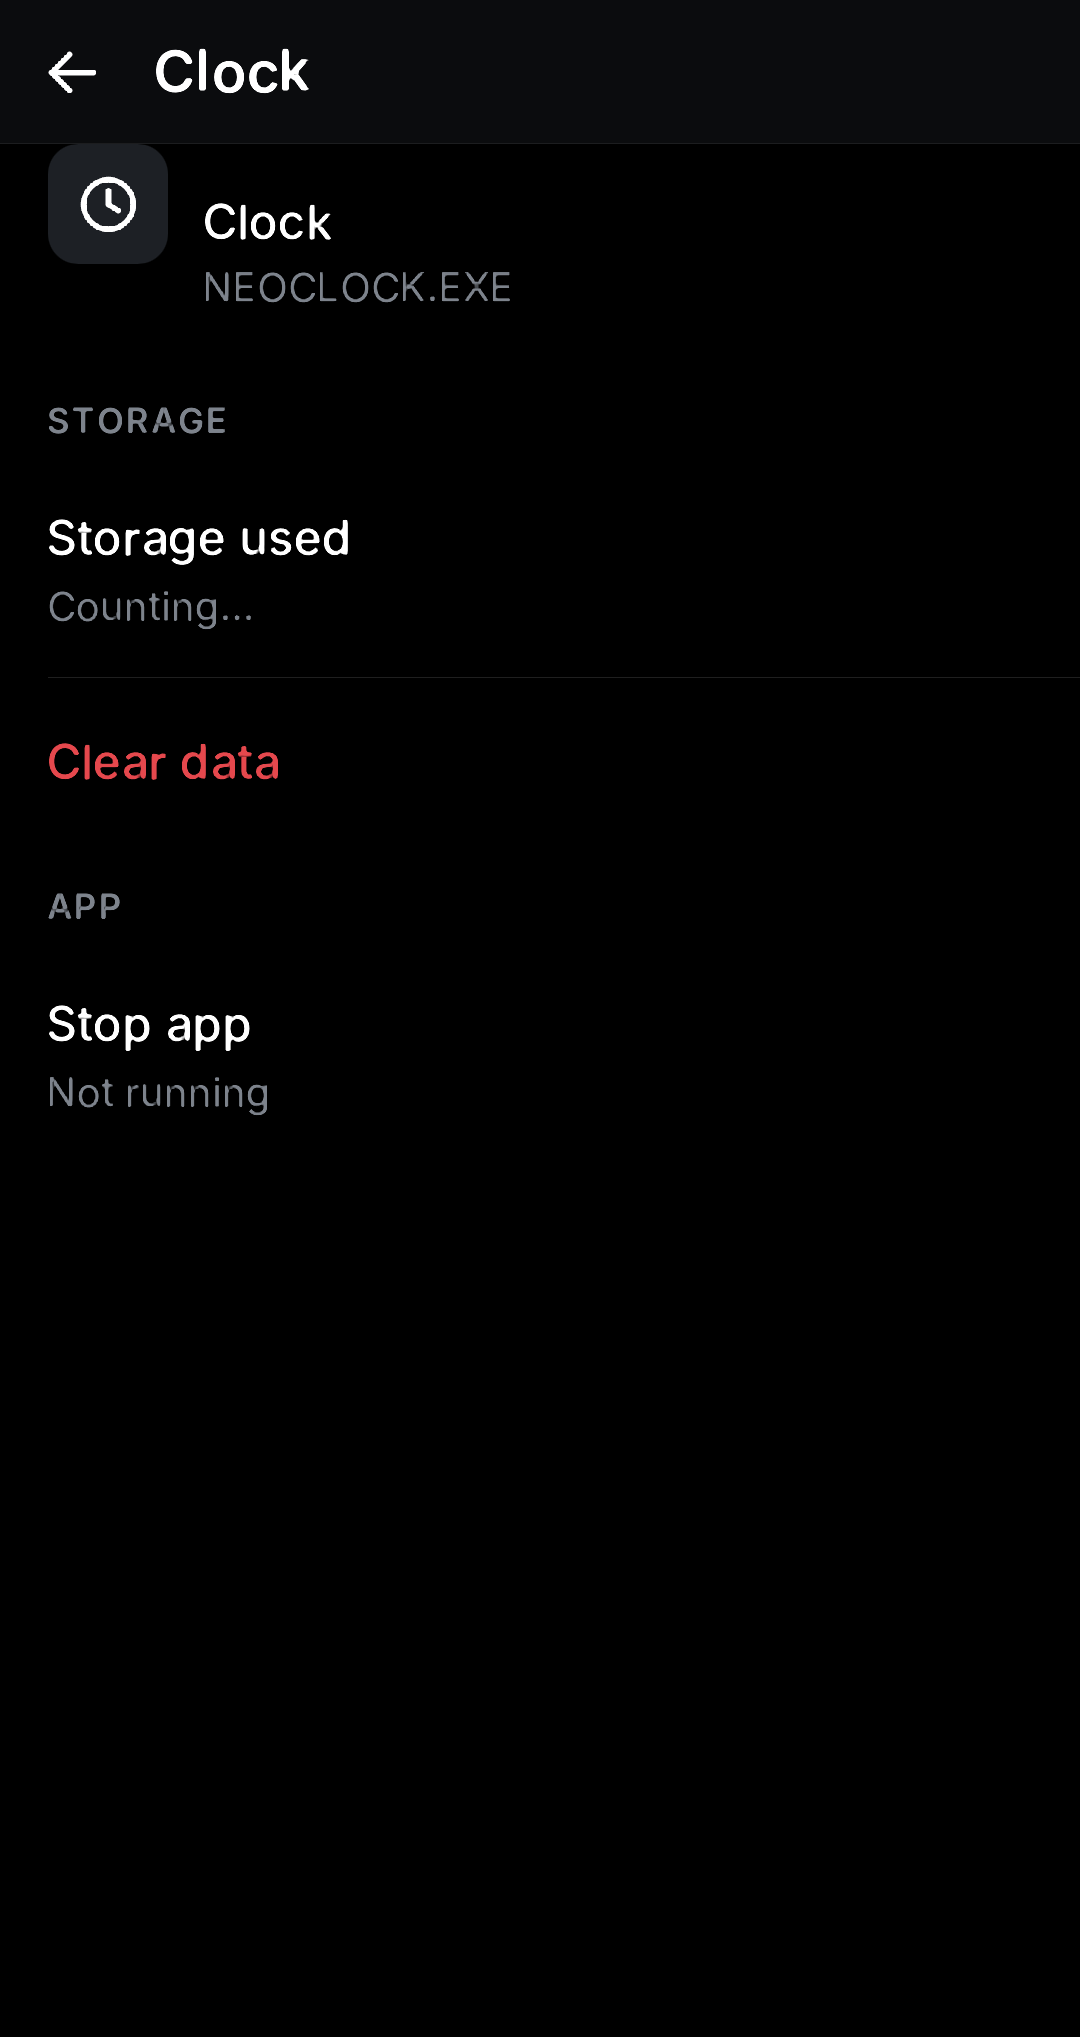 Clock
Clock
NEOCLOCK.EXE
STORAGE
Storage used
Counting...
Clear data
APP
Stop app
Not running